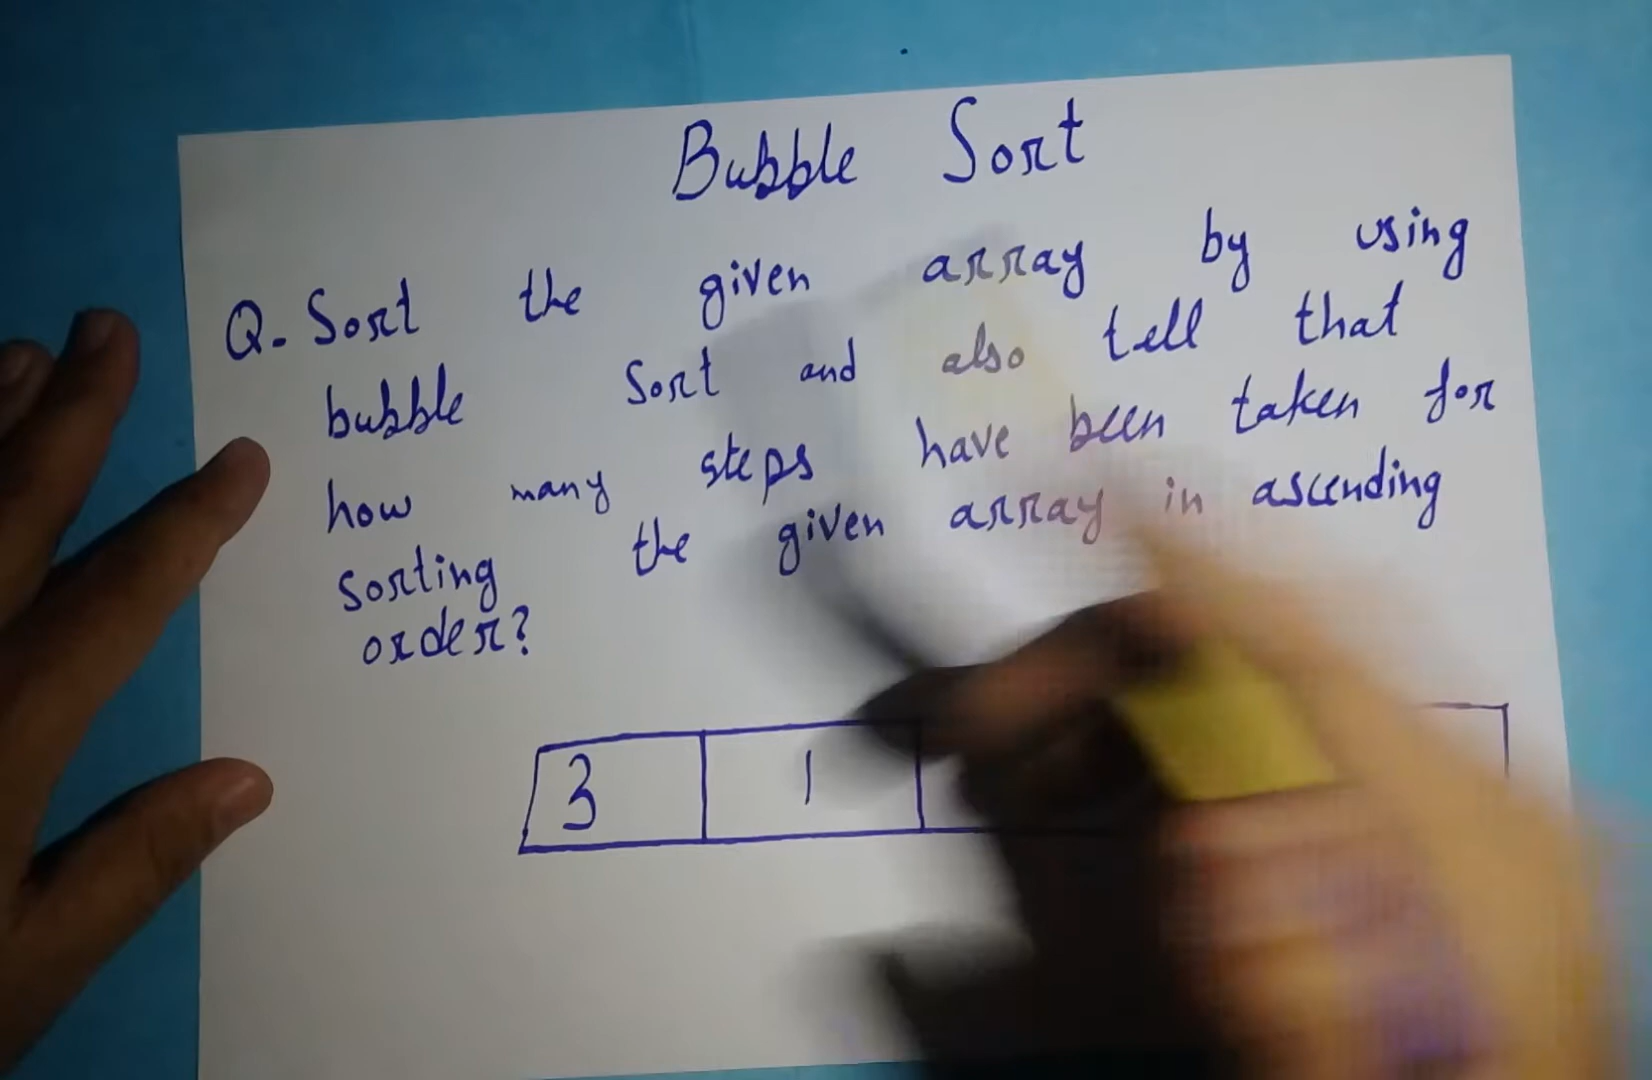 Bubble Sort
Q. Sort the given array by using
bubble Sort and also tell that
how many steps have been taken for
sorting the given array in ascending
order?
3 1